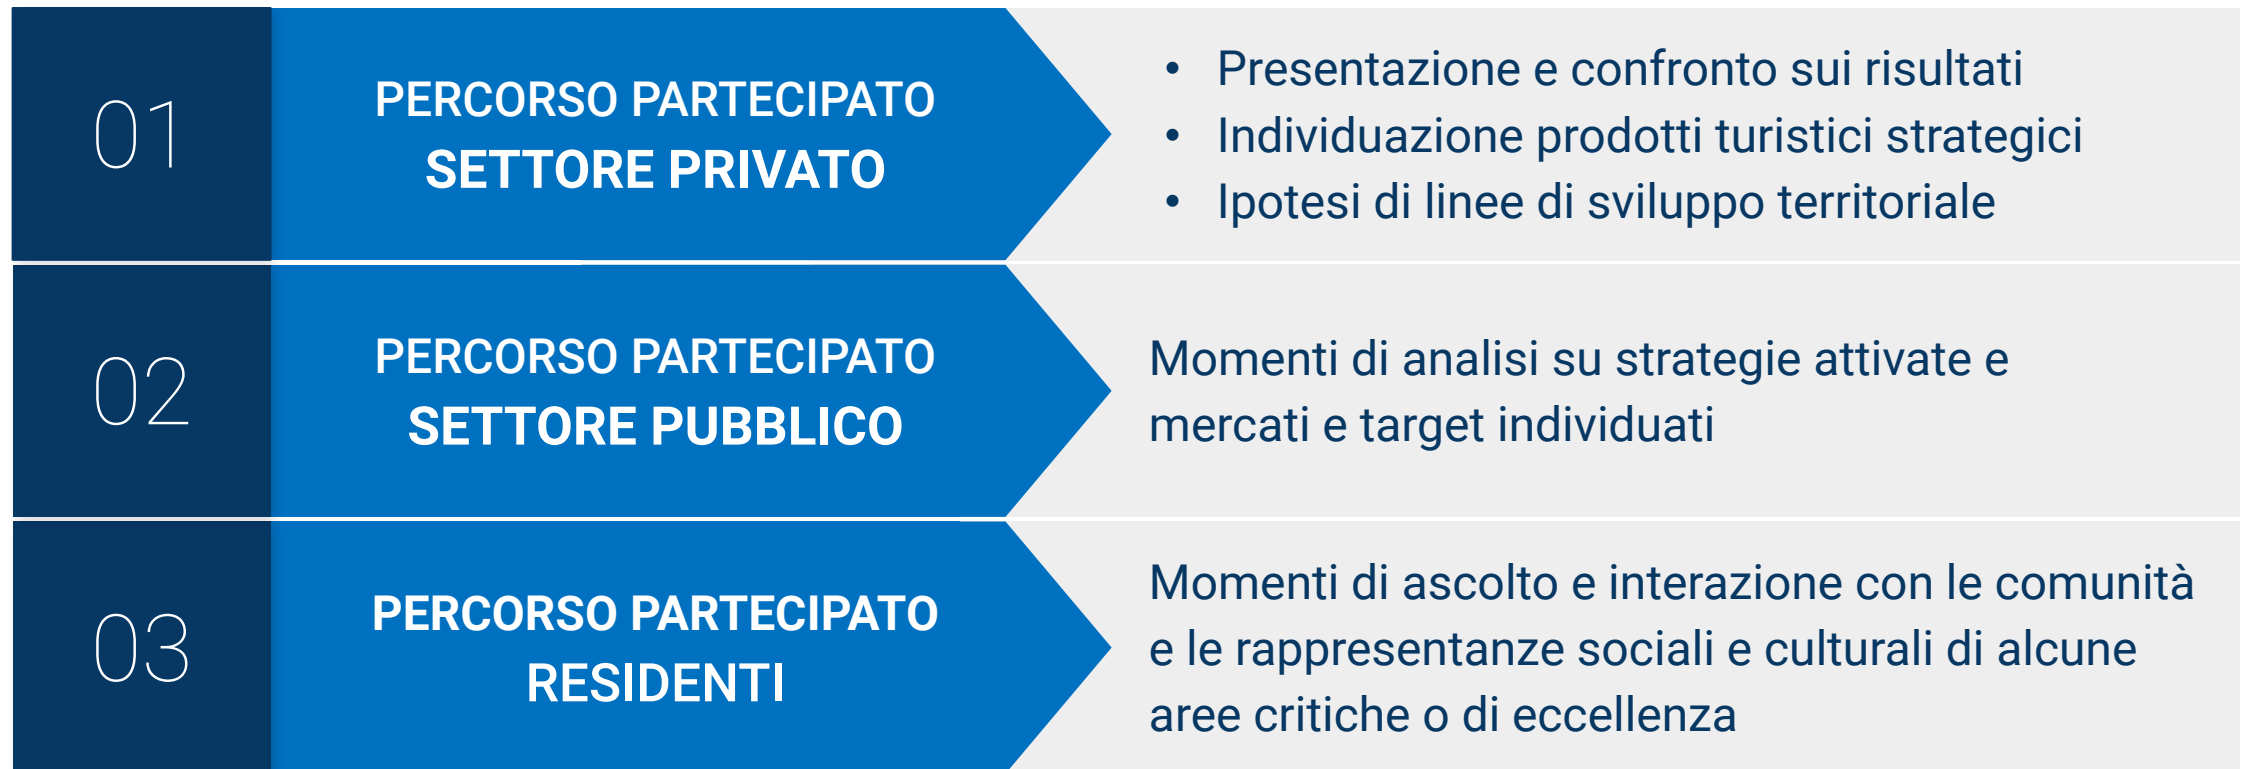 01
PERCORSO PARTECIPATO
SETTORE PRIVATO
• Presentazione e confronto sui risultati
• Individuazione prodotti turistici strategici
• Ipotesi di linee di sviluppo territoriale
02
PERCORSO PARTECIPATO
SETTORE PUBBLICO
Momenti di analisi su strategie attivate e
mercati e target individuati
03
PERCORSO PARTECIPATO
RESIDENTI
Momenti di ascolto e interazione con le comunità
e le rappresentanze sociali e culturali di alcune
aree critiche o di eccellenza